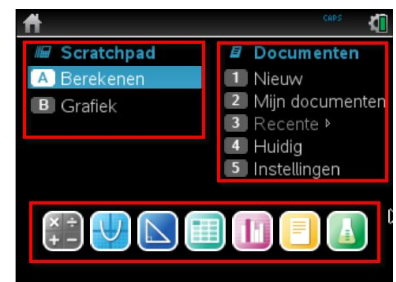 CAPS
Scratchpad
A Berekenen
B Grafiek
Documenten
1 Nieuw
2 Mijn documenten
3 Recente ▸
4 Huidig
5 Instellingen